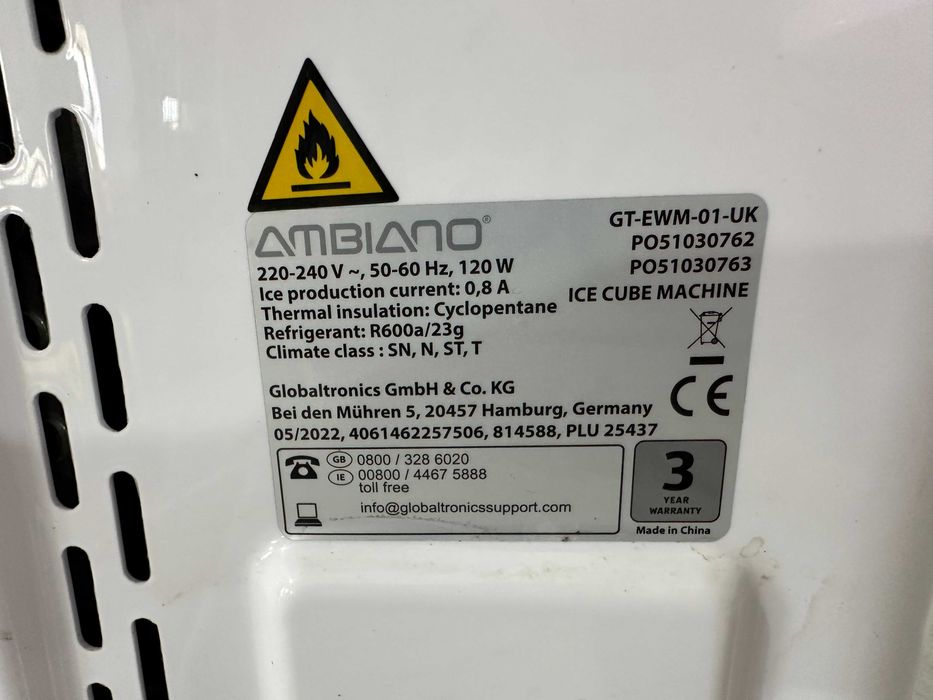 AMBIANO®
GT-EWM-01-UK
PO51030762
PO51030763
ICE CUBE MACHINE
220-240 V ~, 50-60 Hz, 120 W
Ice production current: 0,8 A
Thermal insulation: Cyclopentane
Refrigerant: R600a/23g
Climate class : SN, N, ST, T
Globaltronics GmbH & Co. KG
Bei den Mühren 5, 20457 Hamburg, Germany
05/2022, 4061462257506, 814588, PLU 25437
CE
GB 0800 / 328 6020
IE 00800 / 4467 5888
toll free
info@globaltronicssupport.com
3
YEAR
WARRANTY
Made in China